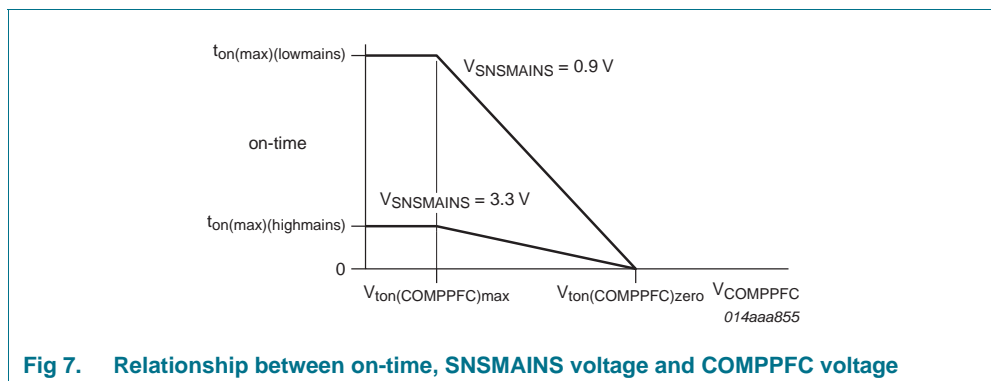 ton(max)(lowmains)
VSNSMAINS = 0.9 V
on-time
VSNSMAINS = 3.3 V
ton(max)(highmains)
0
Vton(COMPPFC)max
Vton(COMPPFC)zero
VCOMPPFC
014aaa855
Fig 7. Relationship between on-time, SNSMAINS voltage and COMPPFC voltage